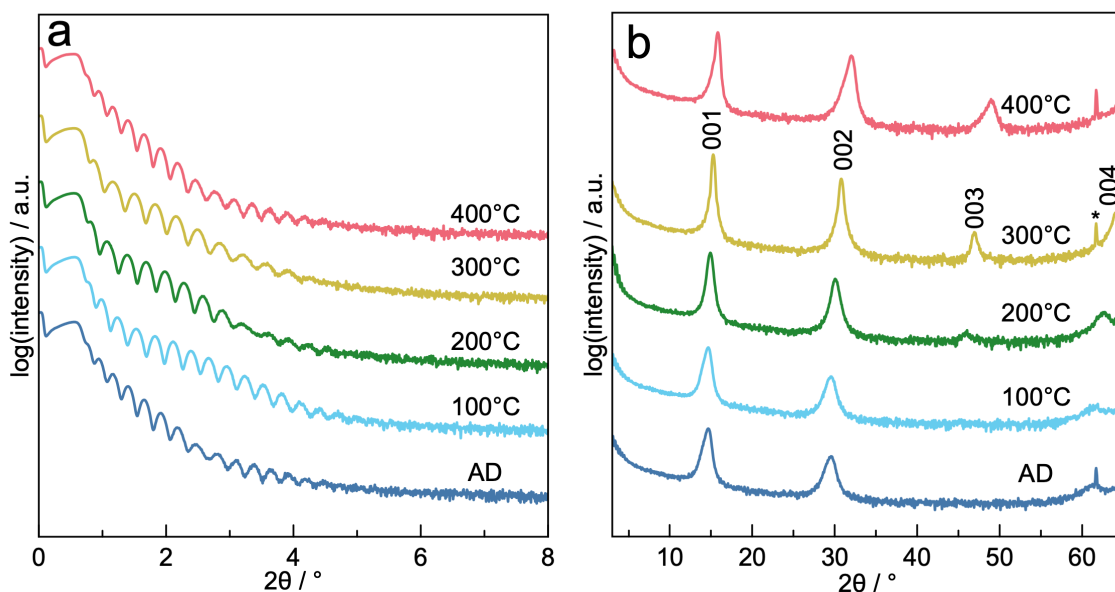 a
log(intensity) / a.u.
400°C
300°C
200°C
100°C
AD
0 2 4 6 8
2θ / °
b
log(intensity) / a.u.
400°C
001
002
003
* 004
300°C
200°C
100°C
AD
10 20 30 40 50 60
2θ / °